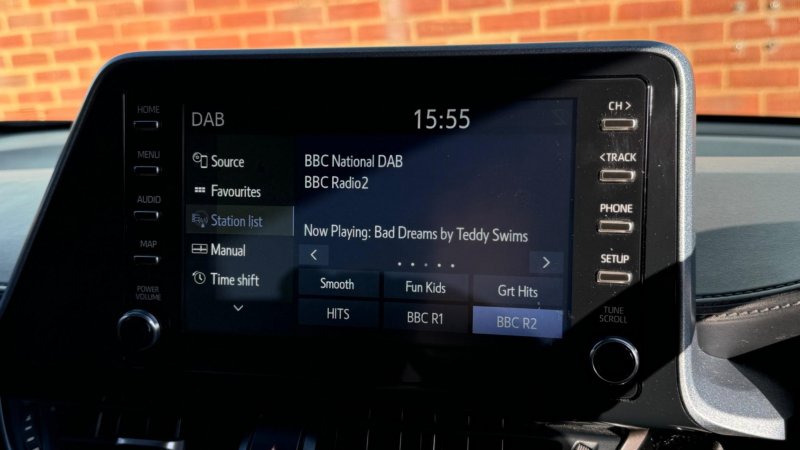 HOME
MENU
AUDIO
MAP
POWER
VOLUME
DAB
15:55
Source
Favourites
Station list
Manual
Time shift
BBC National DAB
BBC Radio2
Now Playing: Bad Dreams by Teddy Swims
Smooth
Fun Kids
Grt Hits
HITS
BBC R1
BBC R2
CH >
< TRACK
PHONE
SETUP
TUNE
SCROLL